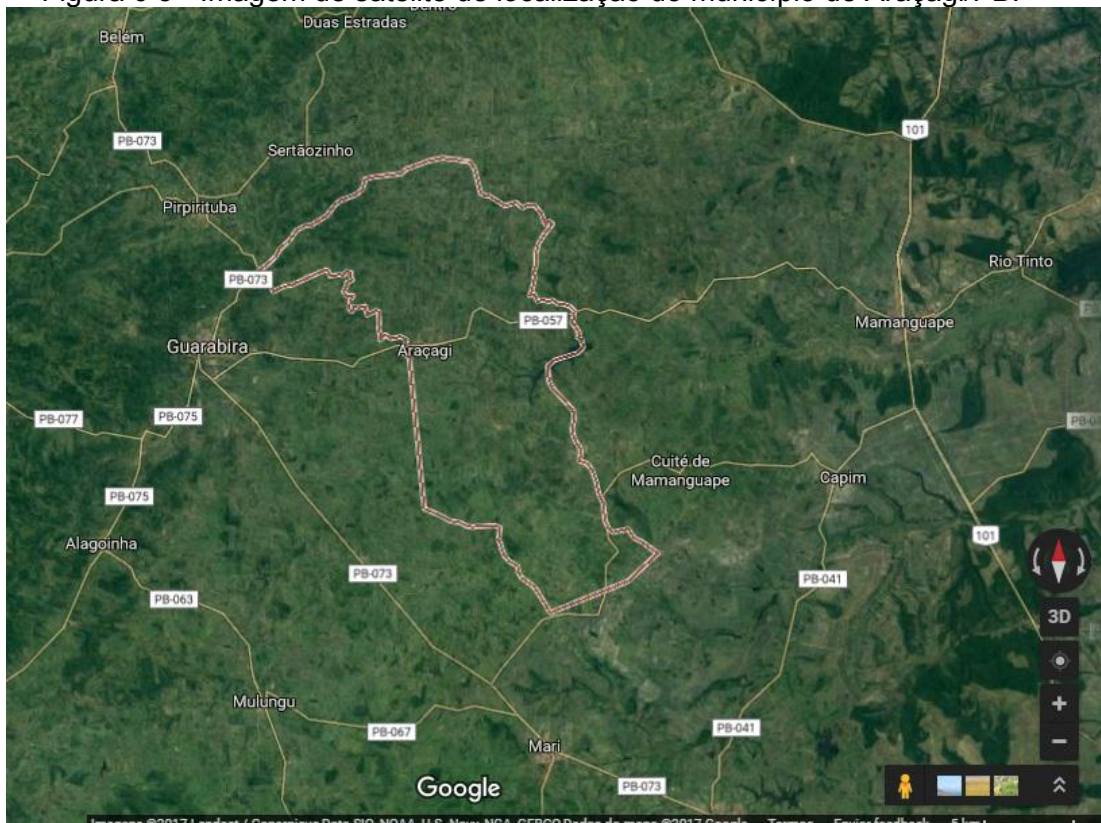 Duas Estradas
Belém
101
PB-073
Sertãozinho
Pirpirituba
Rio Tinto
PB-073
PB-057
Mamanguape
Guarabira
Araçagi
PB-077
PB-075
Cuité de
Mamanguape
Capim
PB-075
101
Alagoinha
PB-073
PB-041
PB-063
3D
Mulungu
PB-067
PB-041
Mari
Google
PB-073